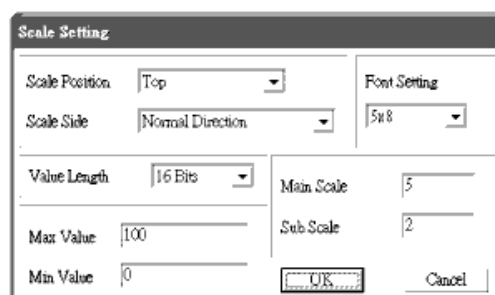 Scale Setting
Scale Position Top
Font Setting
Scale Side Normal Direction
5x8
Value Length 16 Bits
Main Scale 5
Max Value 100
Sub Scale 2
Min Value 0
OK Cancel